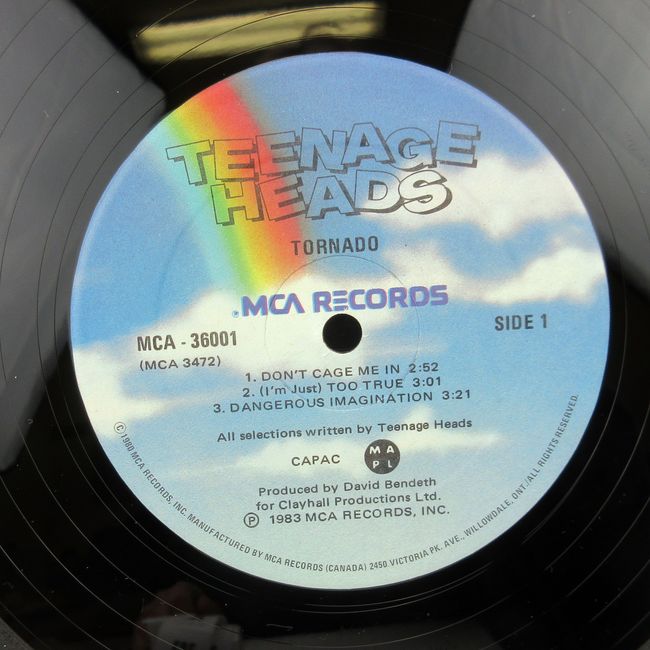 TEENAGE
HEADS
TORNADO
MCA RECORDS
MCA - 36001
(MCA 3472)
SIDE 1
1. DON'T CAGE ME IN 2:52
2. (I'm Just) TOO TRUE 3:01
3. DANGEROUS IMAGINATION 3:21
All selections written by Teenage Heads
CAPAC
M A
P L
Produced by David Bendeth
for Clayhall Productions Ltd.
Ⓟ 1983 MCA RECORDS, INC.
©1980 MCA RECORDS, INC. MANUFACTURED BY MCA RECORDS (CANADA) 2450 VICTORIA PK. AVE., WILLOWDALE, ONT./ALL RIGHTS RESERVED.